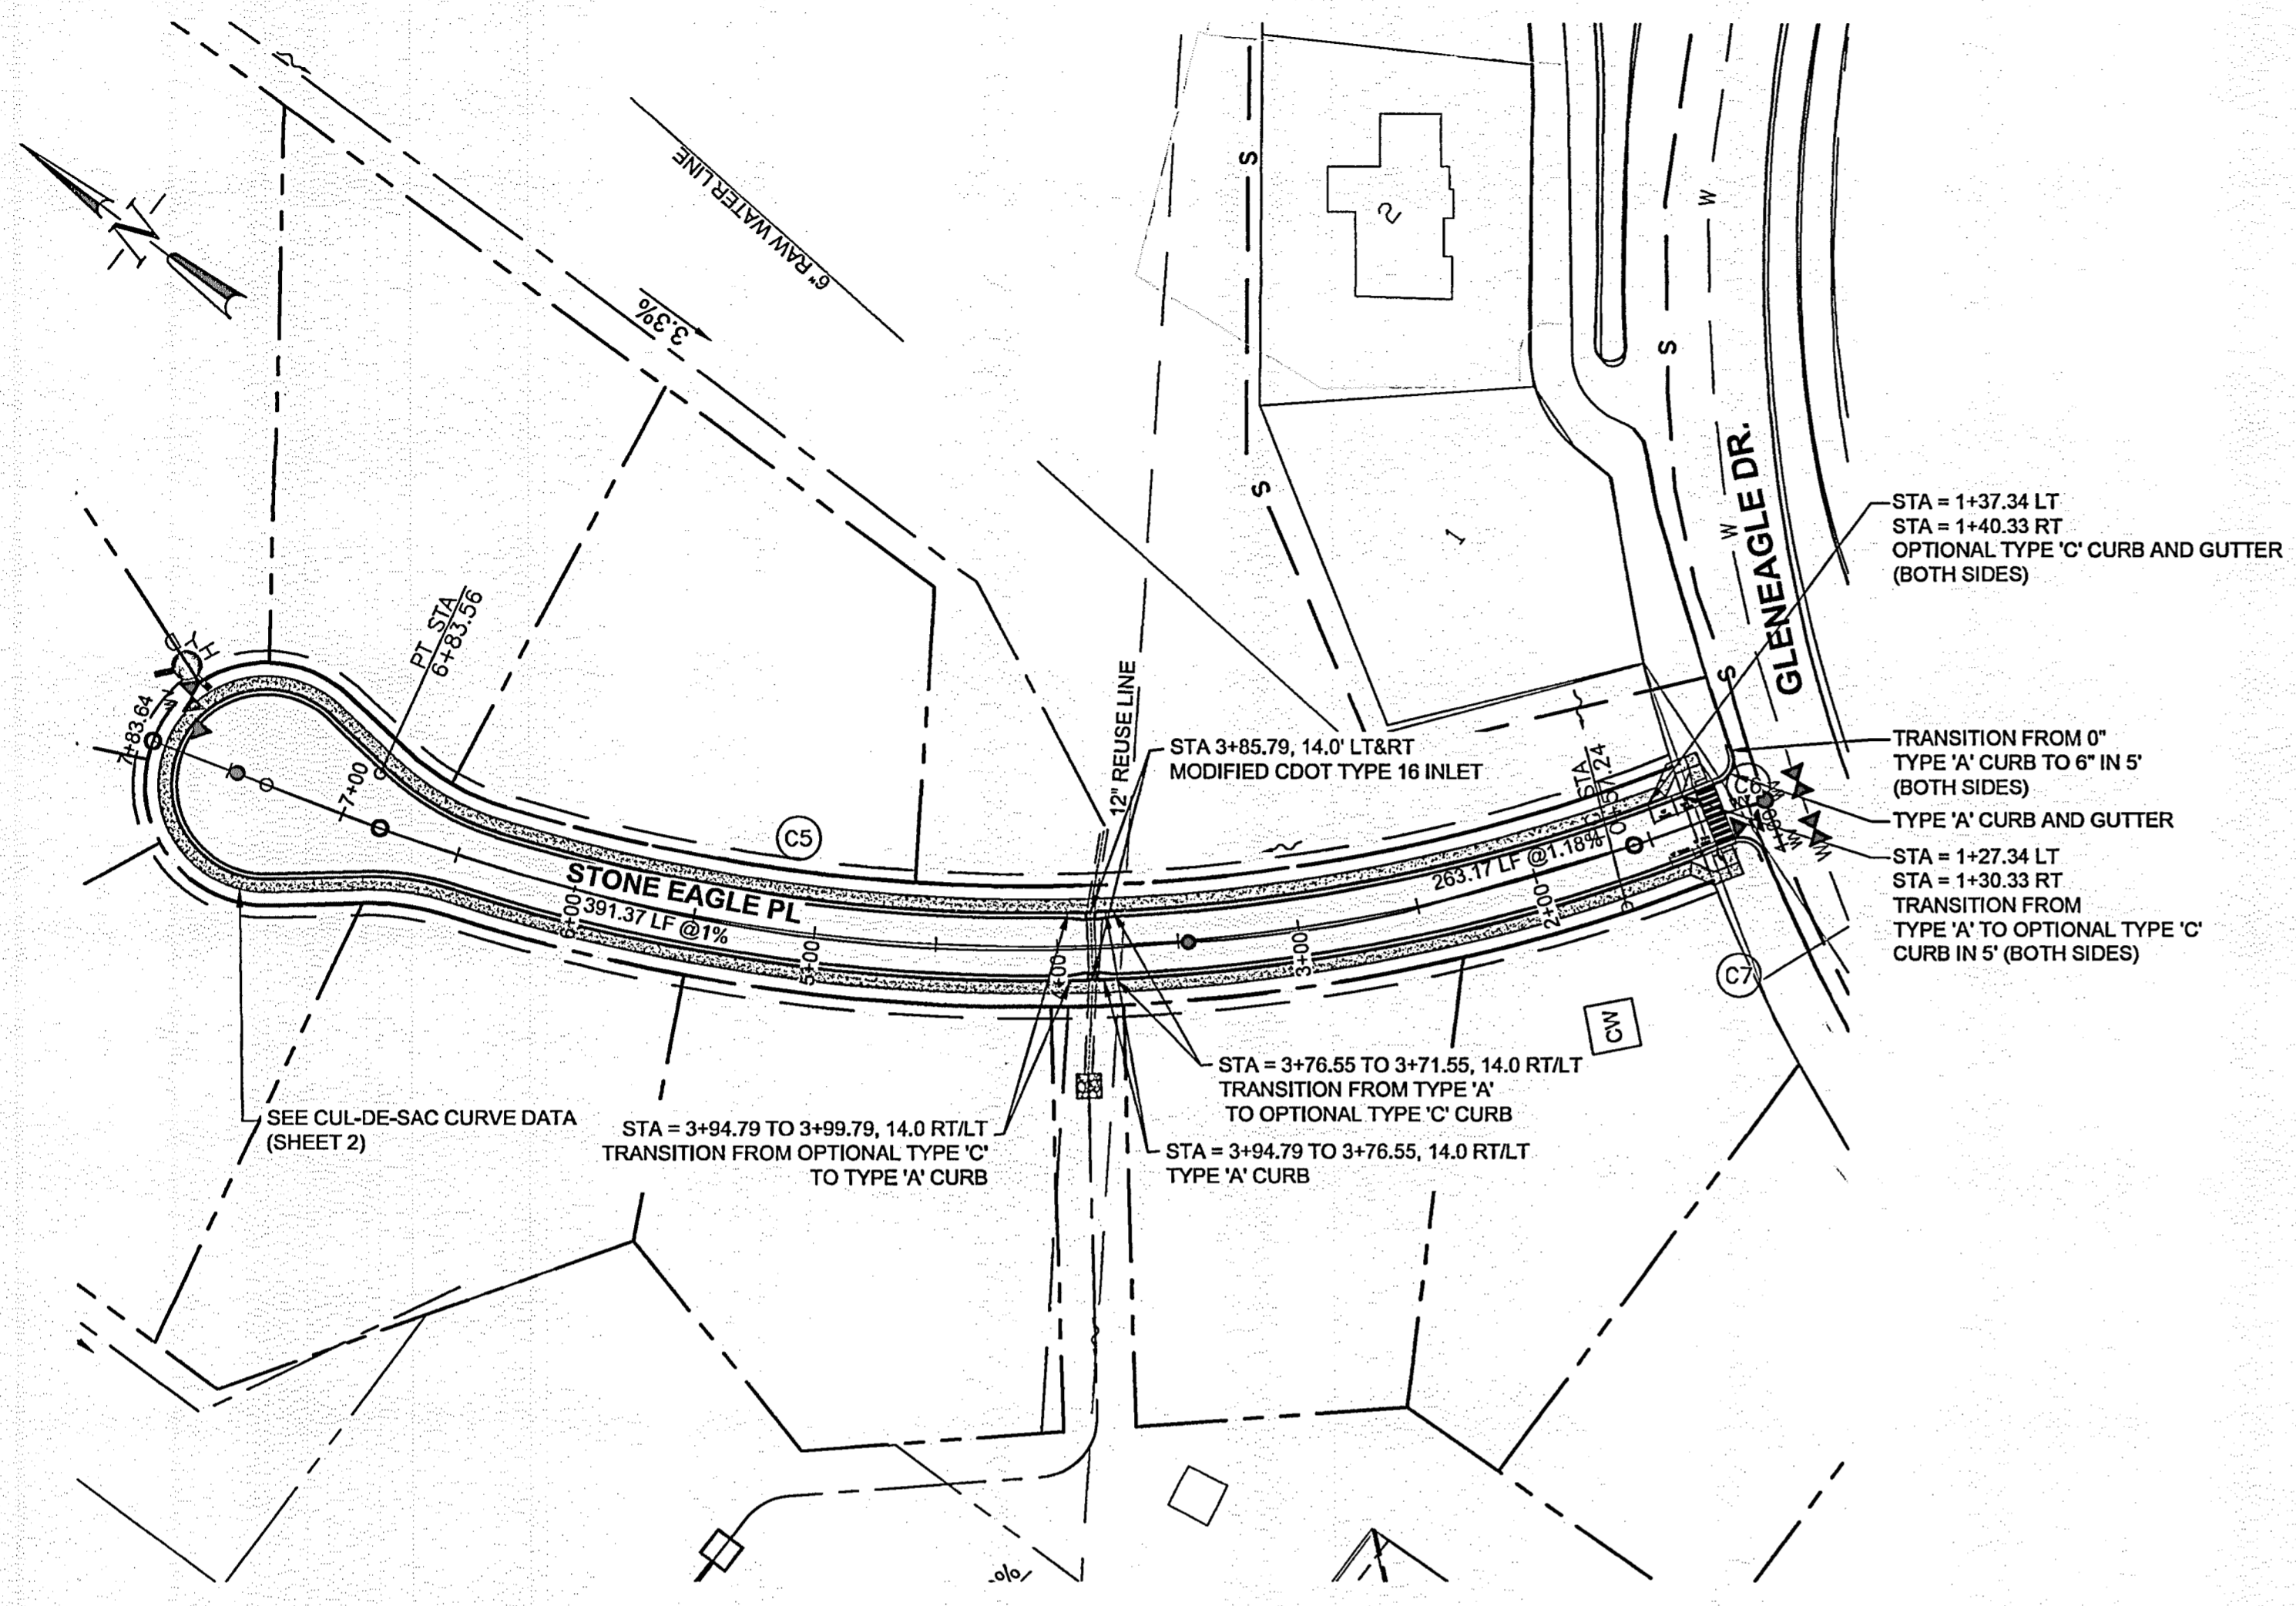 6" RAW WATER LINE
3.3%
N
2
1
S
S
S
S
S
S
W
W
W
GLENEAGLE DR.
STA = 1+37.34 LT
STA = 1+40.33 RT
OPTIONAL TYPE 'C' CURB AND GUTTER
(BOTH SIDES)
PT STA
6+83.56
HYD
7+83.64
7+00
C5
12" REUSE LINE
STA 3+85.79, 14.0' LT&RT
MODIFIED CDOT TYPE 16 INLET
TRANSITION FROM 0"
TYPE 'A' CURB TO 6" IN 5'
(BOTH SIDES)
C6
TYPE 'A' CURB AND GUTTER
STA = 1+27.34 LT
STA = 1+30.33 RT
TRANSITION FROM
TYPE 'A' TO OPTIONAL TYPE 'C'
CURB IN 5' (BOTH SIDES)
C7
STONE EAGLE PL
391.37 LF @1%
263.17 LF @1.18%
6+00
5+00
4+00
3+00
2+00
CW
STA = 3+76.55 TO 3+71.55, 14.0 RT/LT
TRANSITION FROM TYPE 'A'
TO OPTIONAL TYPE 'C' CURB
SEE CUL-DE-SAC CURVE DATA
(SHEET 2)
STA = 3+94.79 TO 3+99.79, 14.0 RT/LT
TRANSITION FROM OPTIONAL TYPE 'C'
TO TYPE 'A' CURB
STA = 3+94.79 TO 3+76.55, 14.0 RT/LT
TYPE 'A' CURB